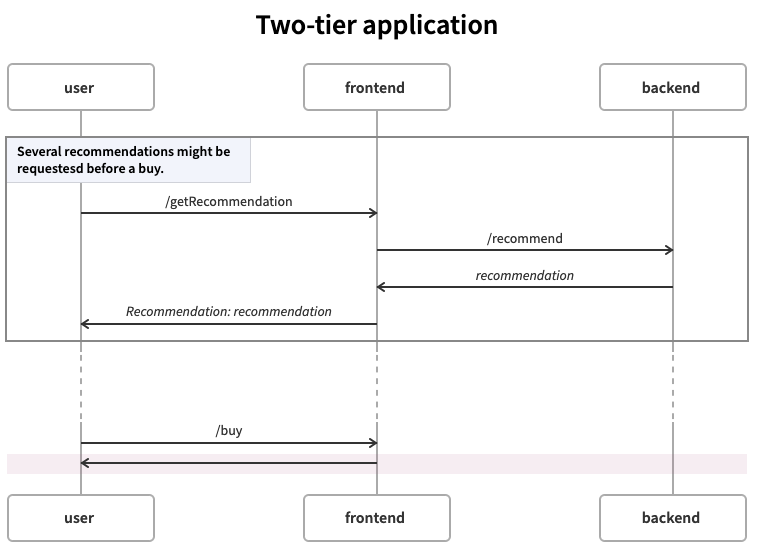 Two-tier application
user
frontend
backend
Several recommendations might be
requestesd before a buy.
/getRecommendation
/recommend
recommendation
Recommendation: recommendation
/buy
user
frontend
backend